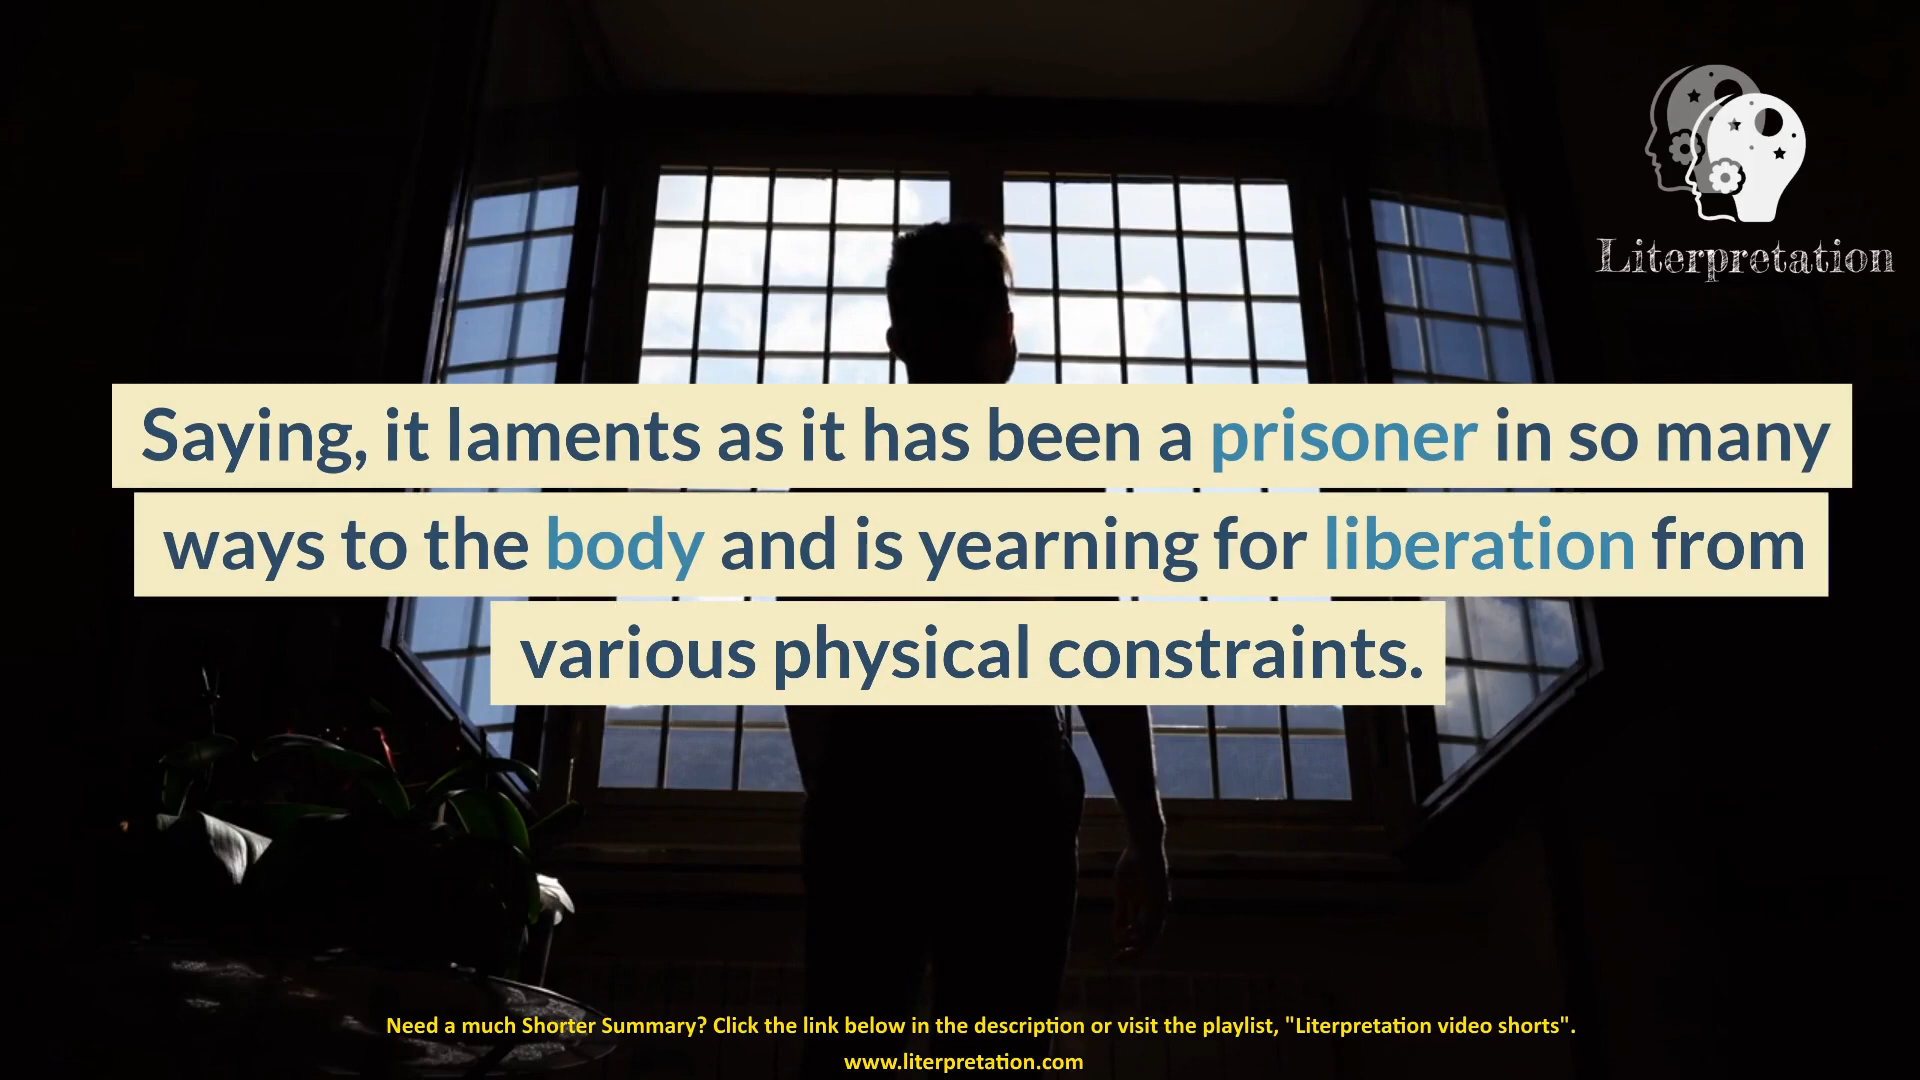 Literpretation
Saying, it laments as it has been a prisoner in so many
ways to the body and is yearning for liberation from
various physical constraints.
Need a much Shorter Summary? Click the link below in the description or visit the playlist, "Literpretation video shorts".
www.literpretation.com